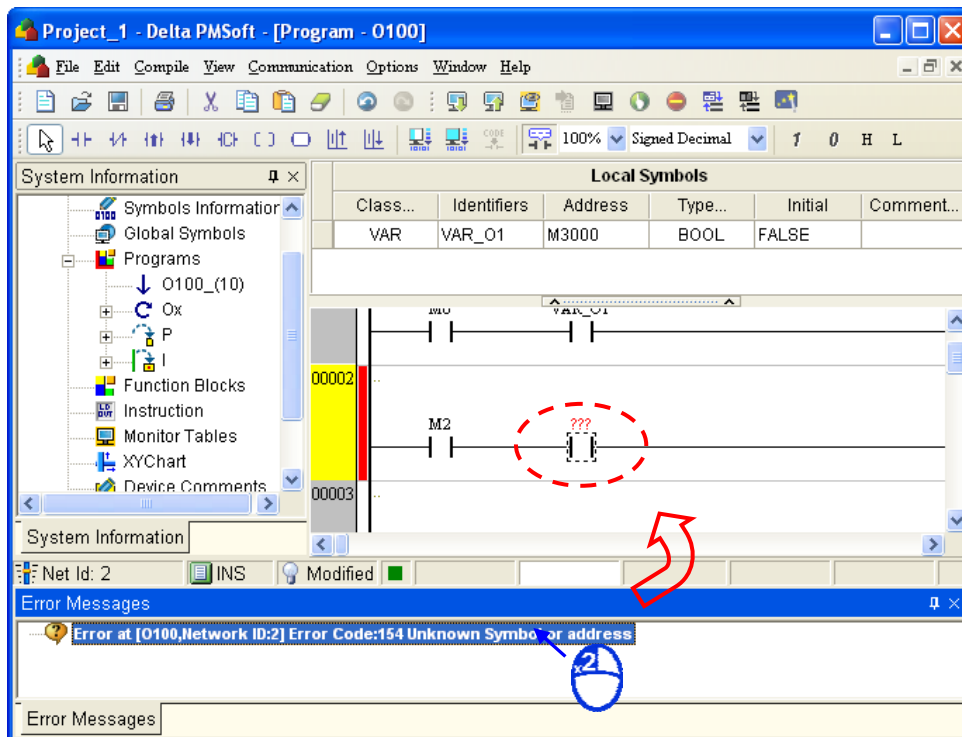 Project_1 - Delta PMSoft - [Program - O100]
File Edit Compile View Communication Options Window Help
100% Signed Decimal 1 0 H L
System Information
Symbols Information
Global Symbols
Programs
O100_(10)
Ox
P
I
Function Blocks
Instruction
Monitor Tables
XYChart
Device Comments
System Information
Local Symbols
Class... Identifiers Address Type... Initial Comment...
VAR VAR_O1 M3000 BOOL FALSE
M0 VAR_O1
00002
M2 ???
00003
Net Id: 2 INS Modified
Error Messages
Error at [O100,Network ID:2] Error Code:154 Unknown Symbol or address
x2
Error Messages